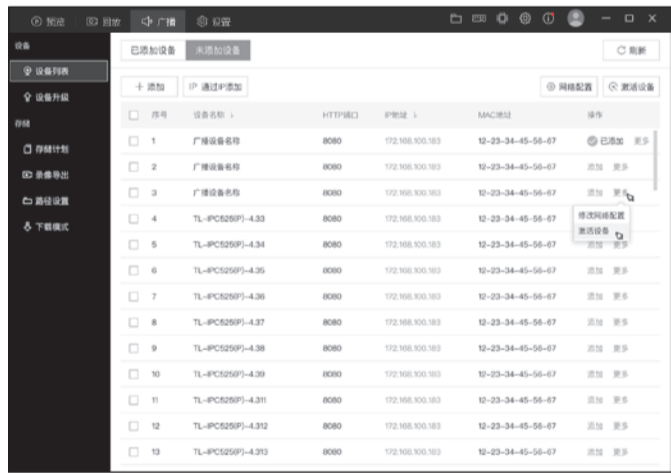 预览 回放 广播 设置
设备
设备列表
设备升级
存储
存储计划
录像导出
路径设置
下载模式
已添加设备 未添加设备 刷新
添加 IP 通过IP添加 网络配置 激活设备
序号 设备名称 HTTP端口 IP地址 MAC地址 操作
1 广播设备名称 8080 172.168.100.183 12-23-34-45-56-67 已添加 更多
2 广播设备名称 8080 172.168.100.183 12-23-34-45-56-67 添加 更多
3 广播设备名称 8080 172.168.100.183 12-23-34-45-56-67 添加 更多
修改网络配置
4 TL-IPC525(P)-4.33 8080 172.168.100.183 12-23-34-45-56-67
激活设备
5 TL-IPC525(P)-4.34 8080 172.168.100.183 12-23-34-45-56-67 添加 更多
6 TL-IPC525(P)-4.35 8080 172.168.100.183 12-23-34-45-56-67 添加 更多
7 TL-IPC525(P)-4.36 8080 172.168.100.183 12-23-34-45-56-67 添加 更多
8 TL-IPC525(P)-4.37 8080 172.168.100.183 12-23-34-45-56-67 添加 更多
9 TL-IPC525(P)-4.38 8080 172.168.100.183 12-23-34-45-56-67 添加 更多
10 TL-IPC525(P)-4.39 8080 172.168.100.183 12-23-34-45-56-67 添加 更多
11 TL-IPC525(P)-4.311 8080 172.168.100.183 12-23-34-45-56-67 添加 更多
12 TL-IPC525(P)-4.312 8080 172.168.100.183 12-23-34-45-56-67 添加 更多
13 TL-IPC525(P)-4.313 8080 172.168.100.183 12-23-34-45-56-67 添加 更多